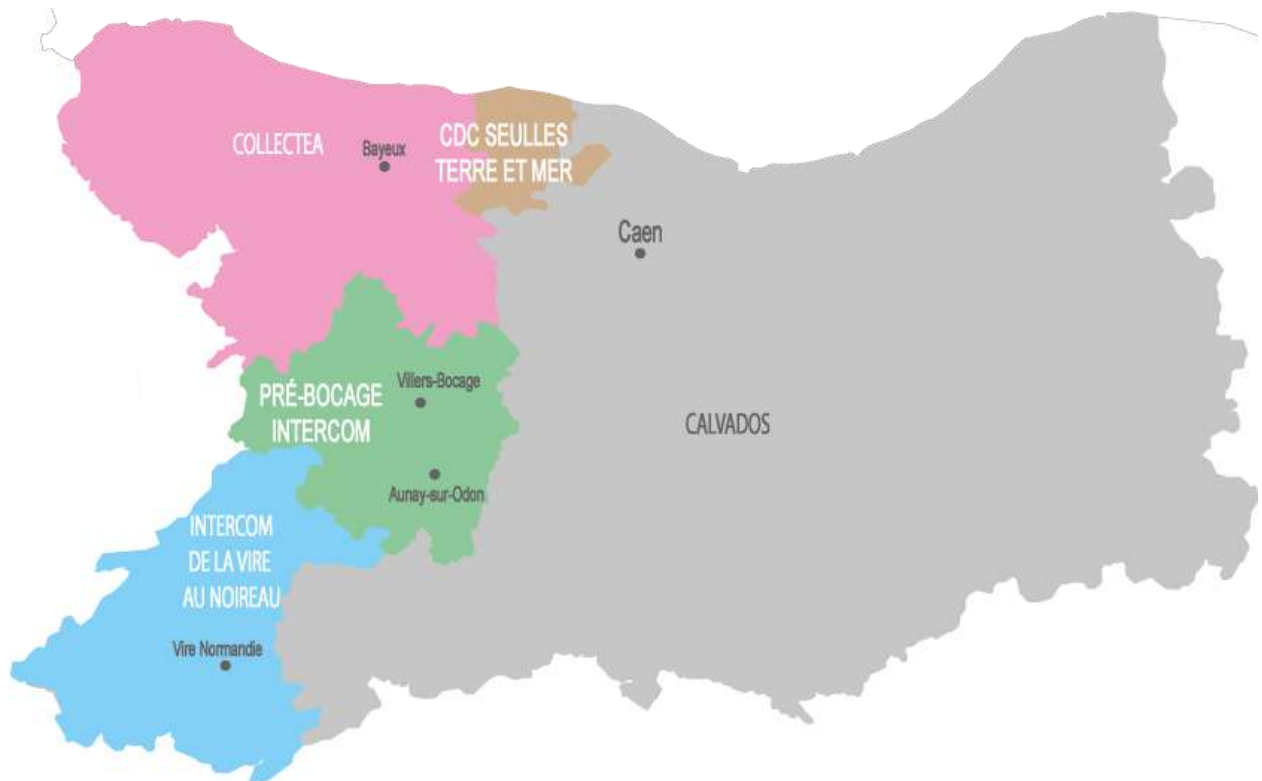 COLLECTEA
Bayeux
CDC SEULLES
TERRE ET MER
Caen
PRÉ-BOCAGE
INTERCOM
Villers-Bocage
CALVADOS
Aunay-sur-Odon
INTERCOM
DE LA VIRE
AU NOIREAU
Vire Normandie